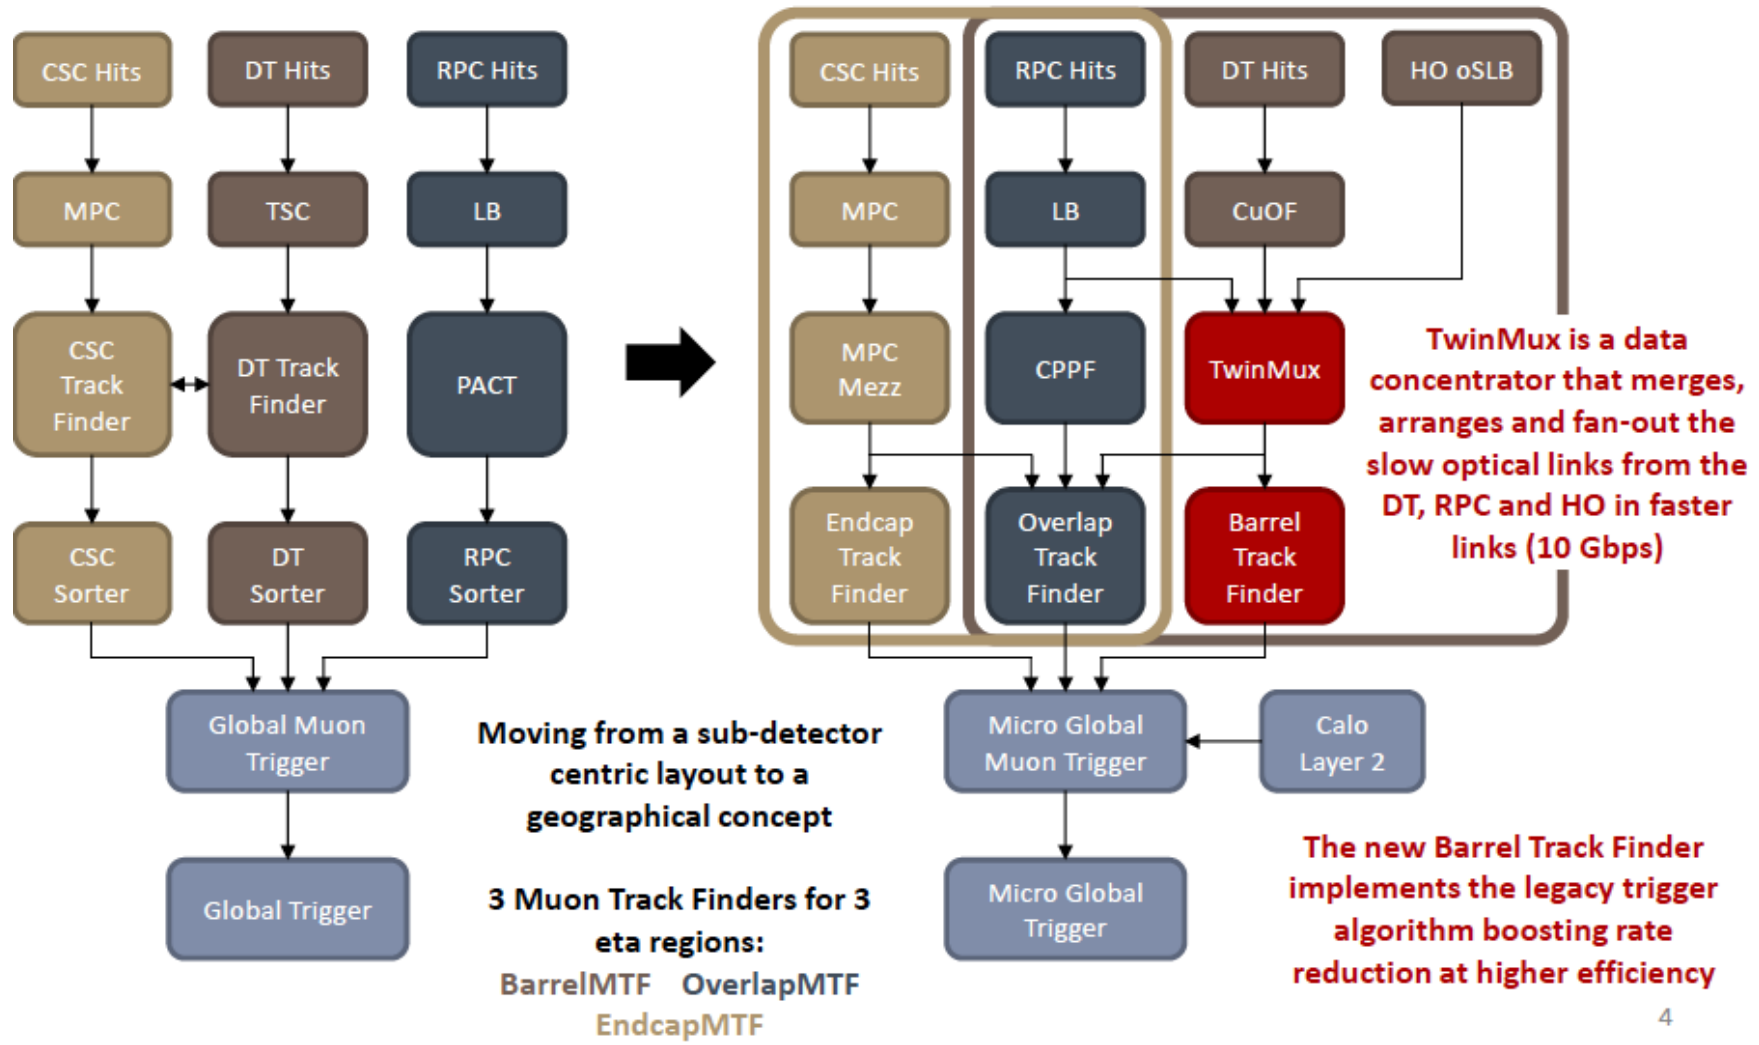 CSC Hits
DT Hits
RPC Hits
MPC
TSC
LB
CSC
Track
Finder
DT Track
Finder
PACT
CSC
Sorter
DT
Sorter
RPC
Sorter
Global Muon
Trigger
Global Trigger
CSC Hits
RPC Hits
DT Hits
HO oSLB
MPC
LB
CuOF
MPC
Mezz
CPPF
TwinMux
Endcap
Track
Finder
Overlap
Track
Finder
Barrel
Track
Finder
Micro Global
Muon Trigger
Calo
Layer 2
Micro Global
Trigger
TwinMux is a data
concentrator that merges,
arranges and fan-out the
slow optical links from the
DT, RPC and HO in faster
links (10 Gbps)
Moving from a sub-detector
centric layout to a
geographical concept
3 Muon Track Finders for 3
eta regions:
BarrelMTF OverlapMTF
EndcapMTF
The new Barrel Track Finder
implements the legacy trigger
algorithm boosting rate
reduction at higher efficiency
4